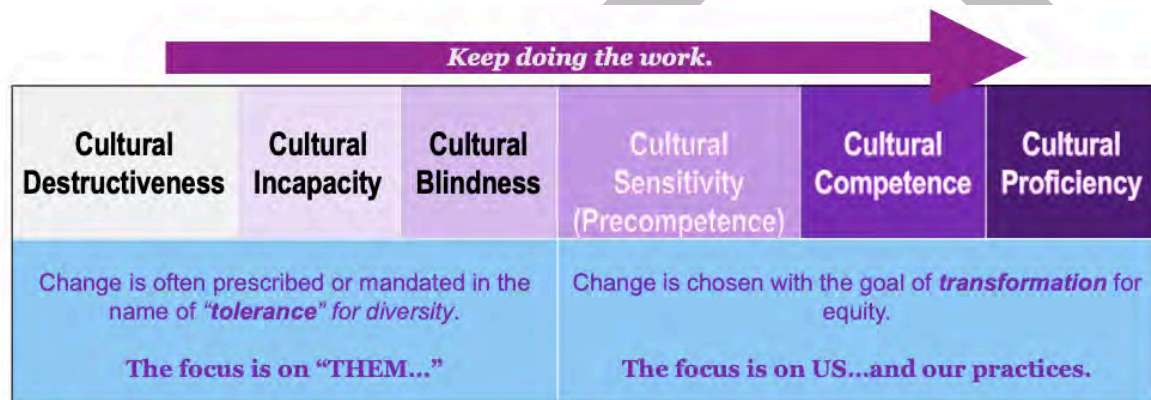 Keep doing the work.
Cultural
Destructiveness
Cultural
Incapacity
Cultural
Blindness
Cultural
Sensitivity
(Precompetence)
Cultural
Competence
Cultural
Proficiency
Change is often prescribed or mandated in the
name of “tolerance” for diversity.
The focus is on “THEM…”
Change is chosen with the goal of transformation for
equity.
The focus is on US…and our practices.